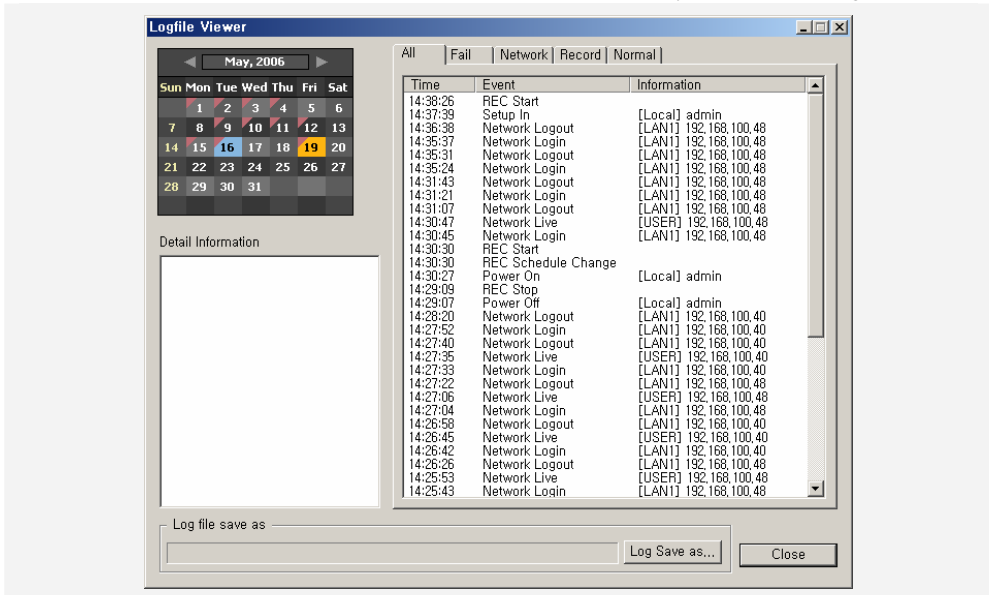 Logfile Viewer
May, 2006
Sun Mon Tue Wed Thu Fri Sat
1 2 3 4 5 6
7 8 9 10 11 12 13
14 15 16 17 18 19 20
21 22 23 24 25 26 27
28 29 30 31
Detail Information
All Fail Network Record Normal
Time Event Information
14:38:26 REC Start
14:37:39 Setup In [Local] admin
14:36:38 Network Logout [LAN1] 192,168,100,48
14:35:37 Network Login [LAN1] 192,168,100,48
14:35:31 Network Logout [LAN1] 192,168,100,48
14:35:24 Network Login [LAN1] 192,168,100,48
14:31:43 Network Logout [LAN1] 192,168,100,48
14:31:21 Network Login [LAN1] 192,168,100,48
14:31:07 Network Logout [LAN1] 192,168,100,48
14:30:47 Network Live [USER] 192,168,100,48
14:30:45 Network Login [LAN1] 192,168,100,48
14:30:30 REC Start
14:30:30 REC Schedule Change
14:30:27 Power On [Local] admin
14:29:09 REC Stop
14:29:07 Power Off [Local] admin
14:28:20 Network Logout [LAN1] 192,168,100,40
14:27:52 Network Login [LAN1] 192,168,100,40
14:27:40 Network Logout [LAN1] 192,168,100,40
14:27:35 Network Live [USER] 192,168,100,40
14:27:33 Network Login [LAN1] 192,168,100,40
14:27:22 Network Logout [LAN1] 192,168,100,48
14:27:06 Network Live [USER] 192,168,100,48
14:27:04 Network Login [LAN1] 192,168,100,48
14:26:58 Network Logout [LAN1] 192,168,100,40
14:26:45 Network Live [USER] 192,168,100,40
14:26:42 Network Login [LAN1] 192,168,100,40
14:26:26 Network Logout [LAN1] 192,168,100,48
14:25:53 Network Live [USER] 192,168,100,48
14:25:43 Network Login [LAN1] 192,168,100,48
Log file save as
Log Save as,,,
Close